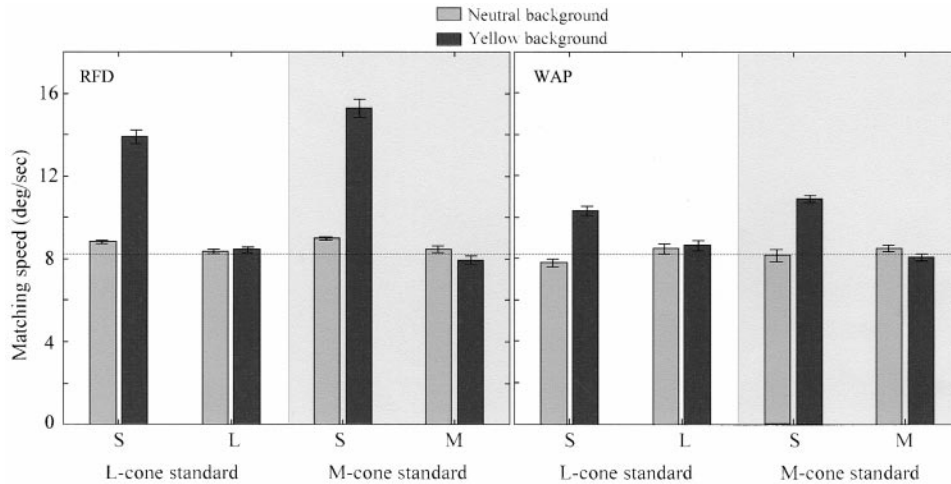 Neutral background
Yellow background
RFD
WAP
Matching speed (deg/sec)
16
12
8
4
0
S L S M S L S M
L-cone standard M-cone standard L-cone standard M-cone standard